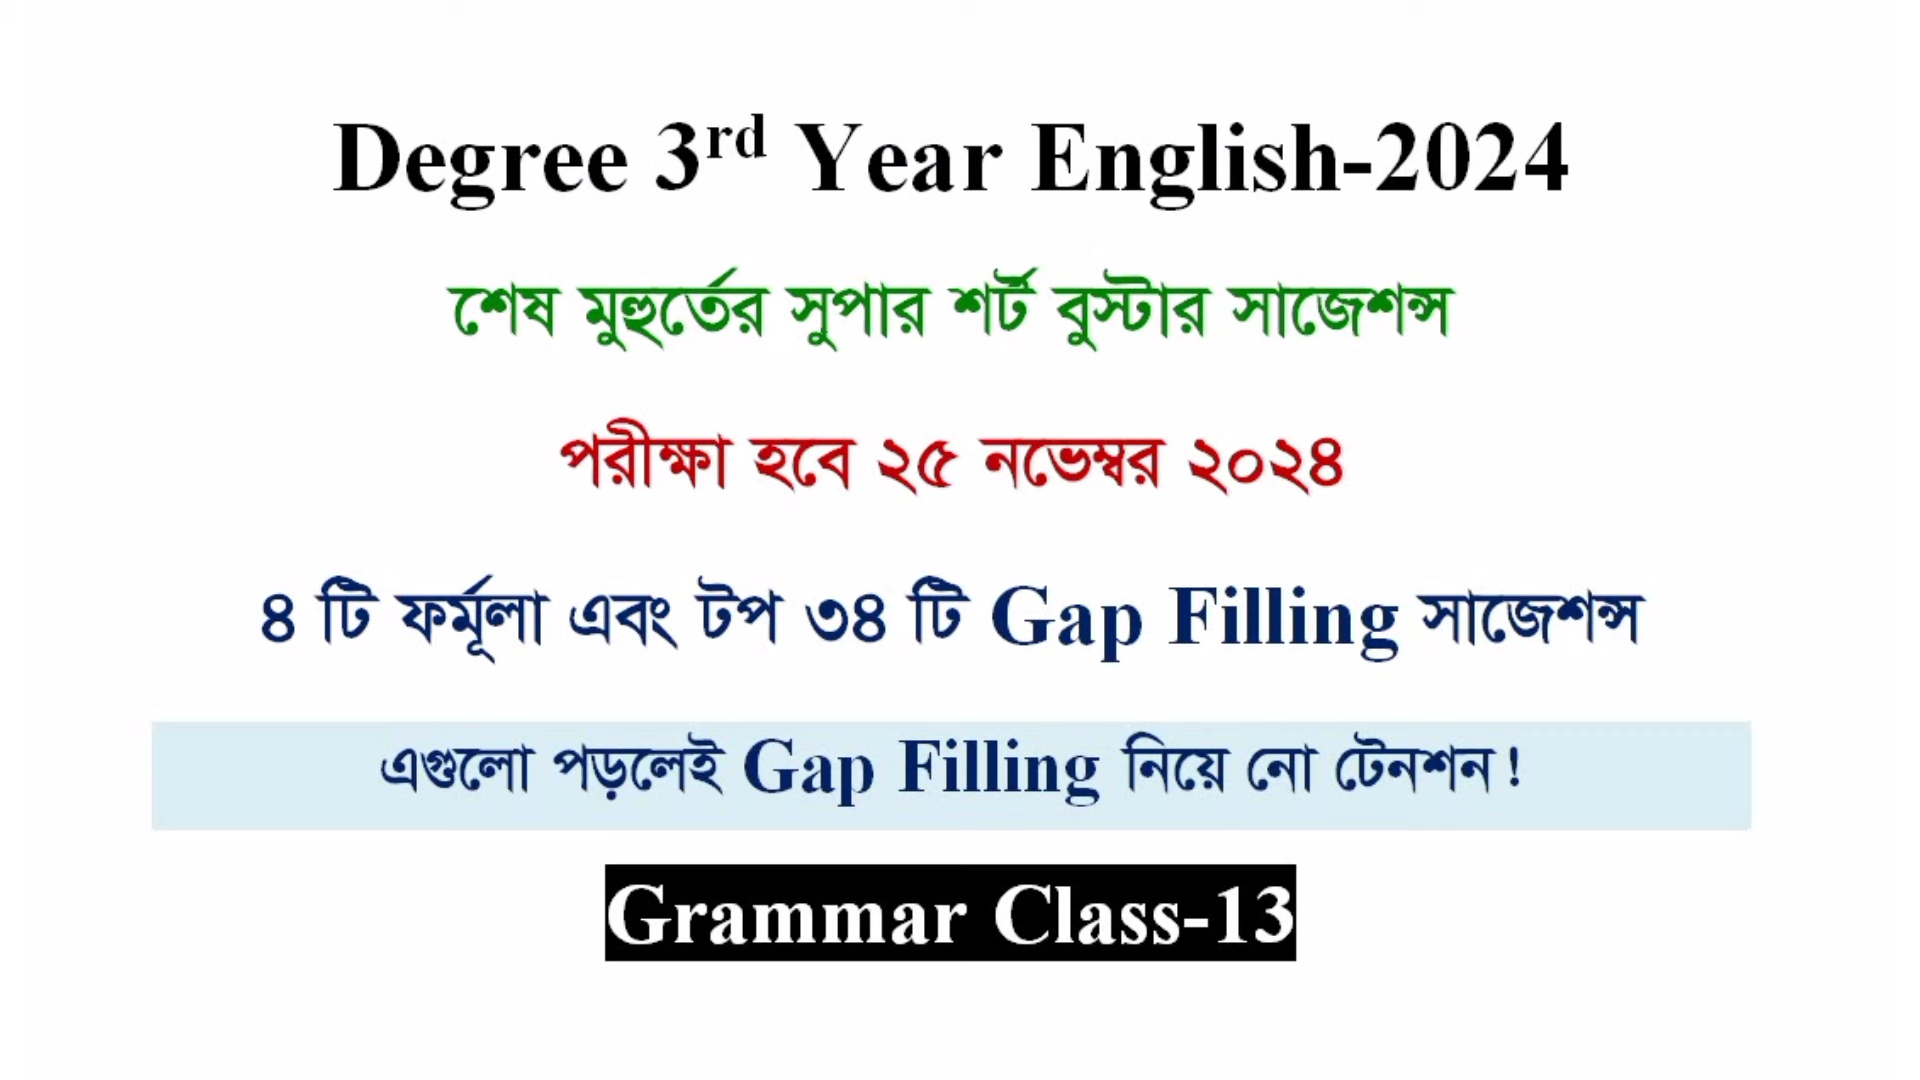 Degree 3rd Year English-2024
শেষ মুহুর্তের সুপার শর্ট বুস্টার সাজেশন্স
পরীক্ষা হবে ২৫ নভেম্বর ২০২৪
৪ টি ফর্মূলা এবং টপ ৩৪ টি Gap Filling সাজেশন্স
এগুলো পড়লেই Gap Filling নিয়ে নো টেনশন!
Grammar Class-13